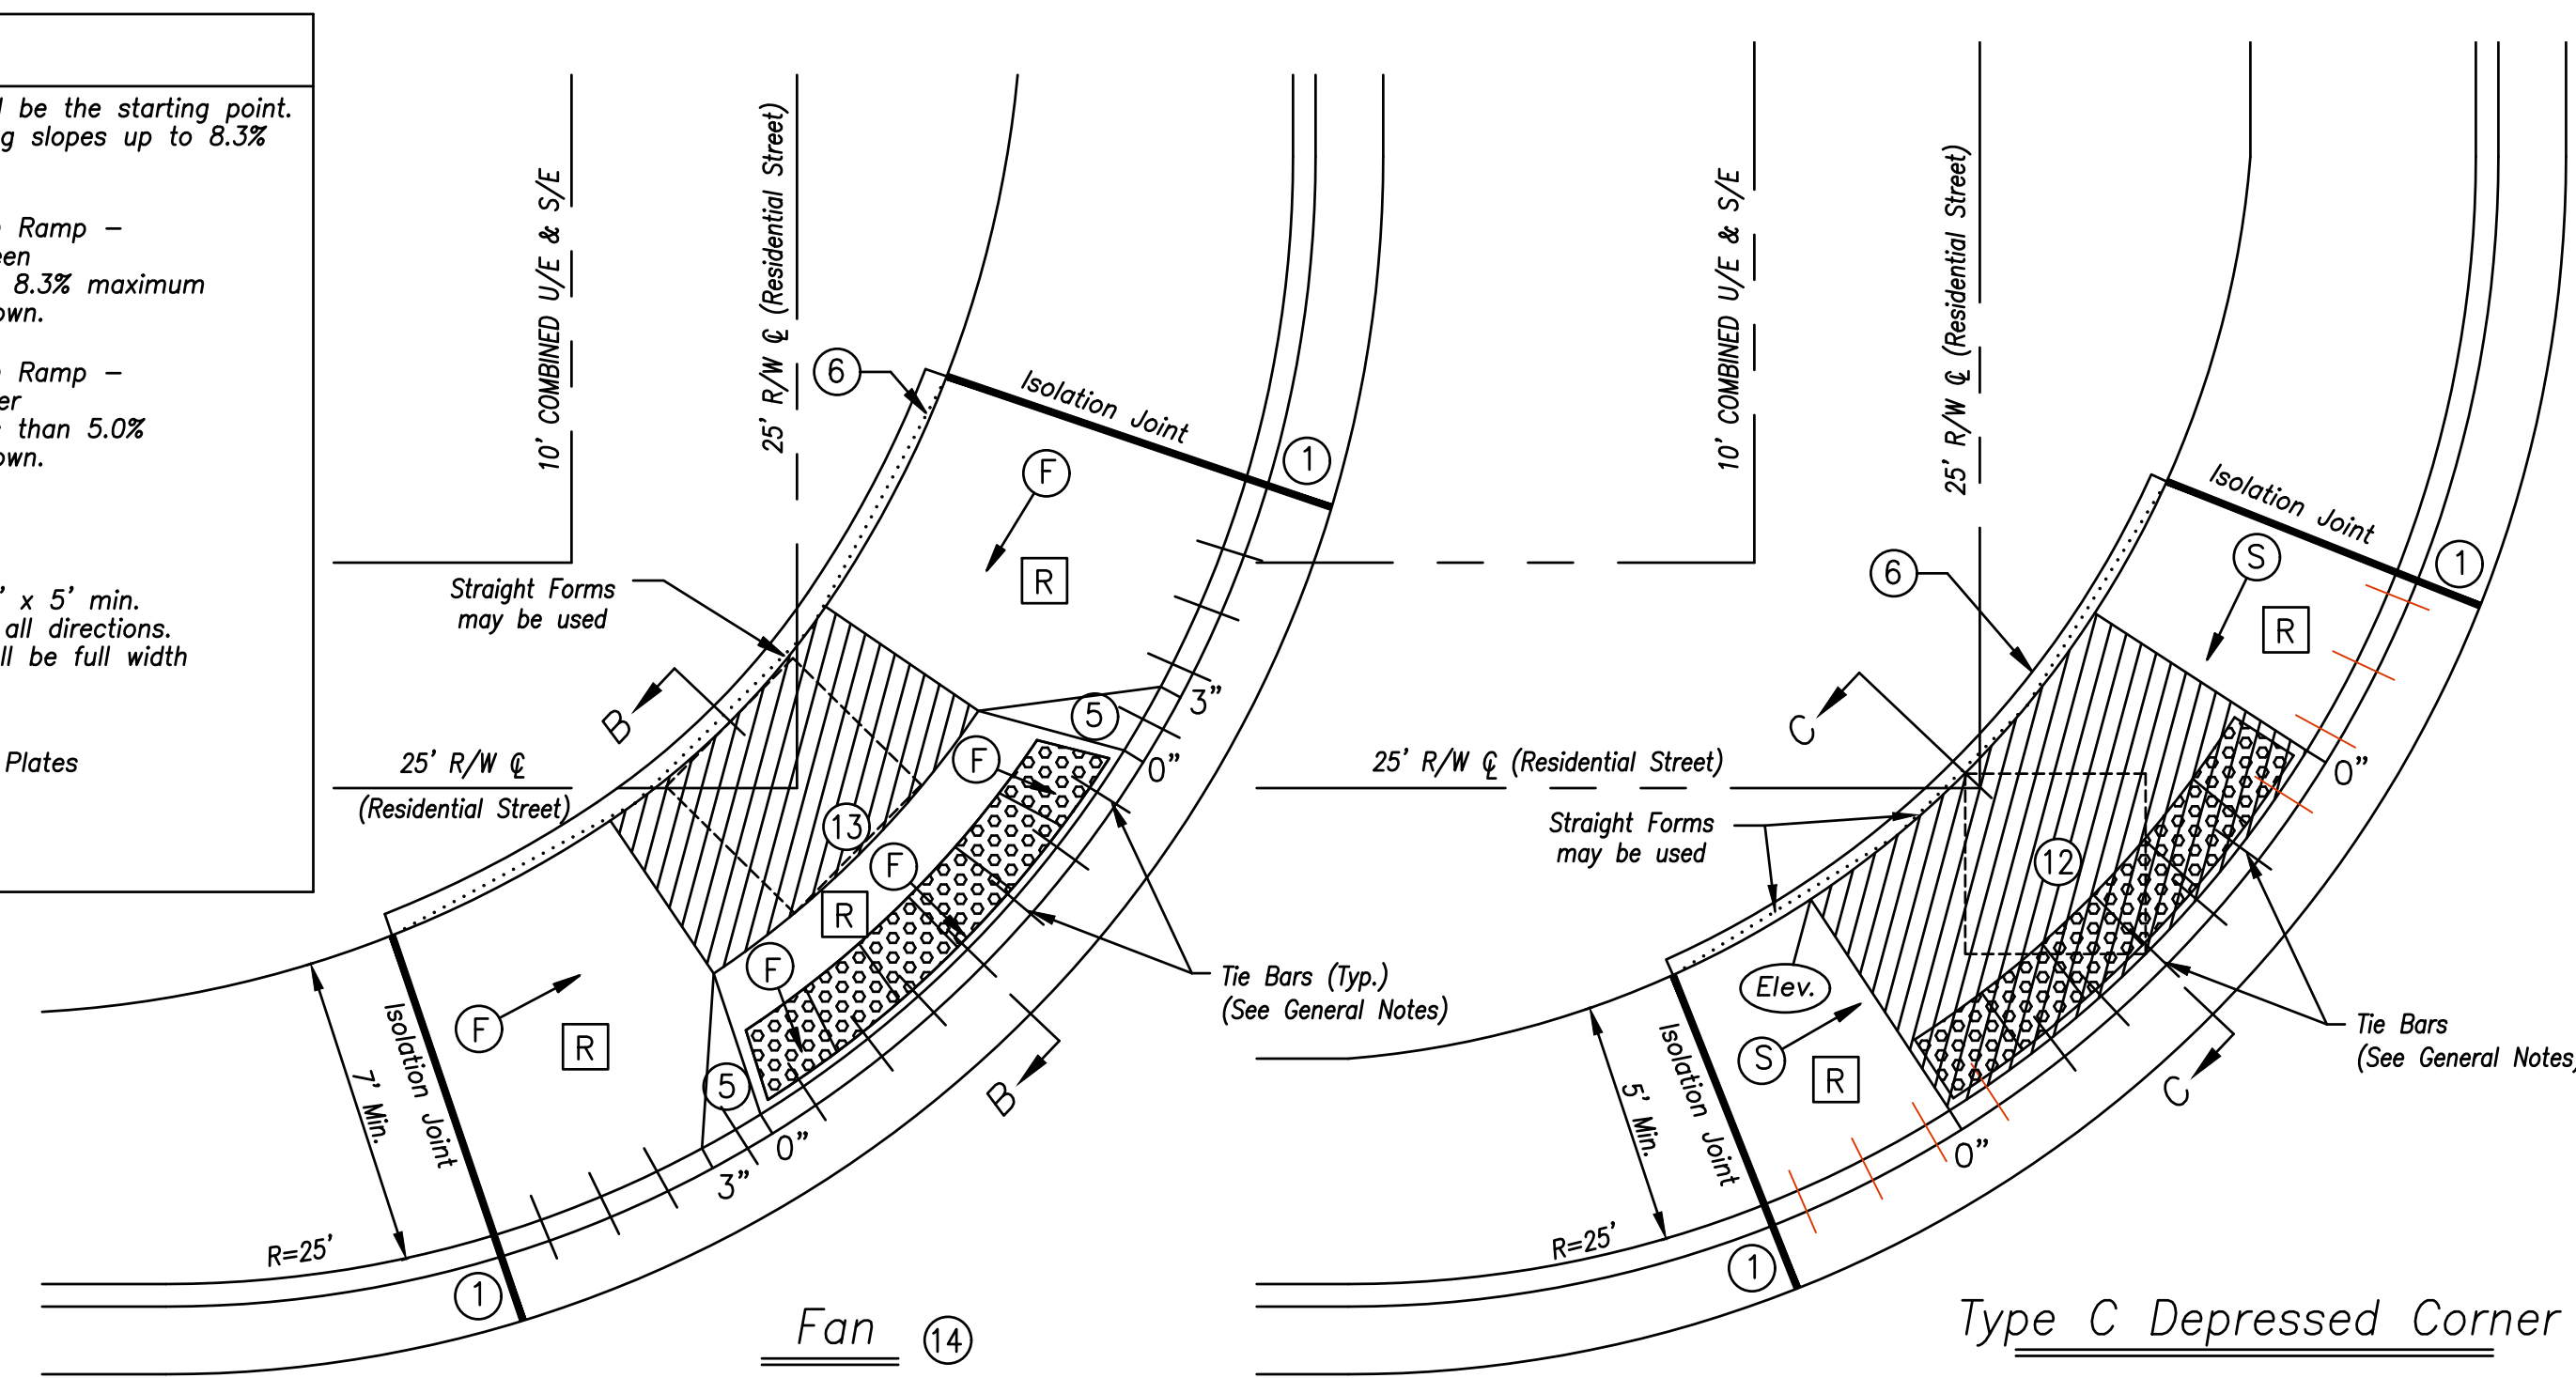 l be the starting point.
g slopes up to 8.3%
Ramp –
een
8.3% maximum
own.
Ramp –
er
than 5.0%
own.
' x 5' min.
all directions.
ll be full width
Plates
10' COMBINED U/E & S/E
25' R/W ℄ (Residential Street)
6
Isolation Joint
1
F
R
Straight Forms
may be used
B
3"
5
0"
25' R/W ℄
(Residential Street)
F
13
F
R
F
Tie Bars (Typ.)
(See General Notes)
F
R
Isolation Joint
7' Min.
5
B
0"
3"
R=25'
1
Fan 14
10' COMBINED U/E & S/E
25' R/W ℄ (Residential Street)
Isolation Joint
1
6
S
R
C
25' R/W ℄ (Residential Street)
0"
Straight Forms
may be used
12
Elev.
S
R
Tie Bars
(See General Notes)
C
Isolation Joint
5' Min.
0"
R=25'
1
Type C Depressed Corner